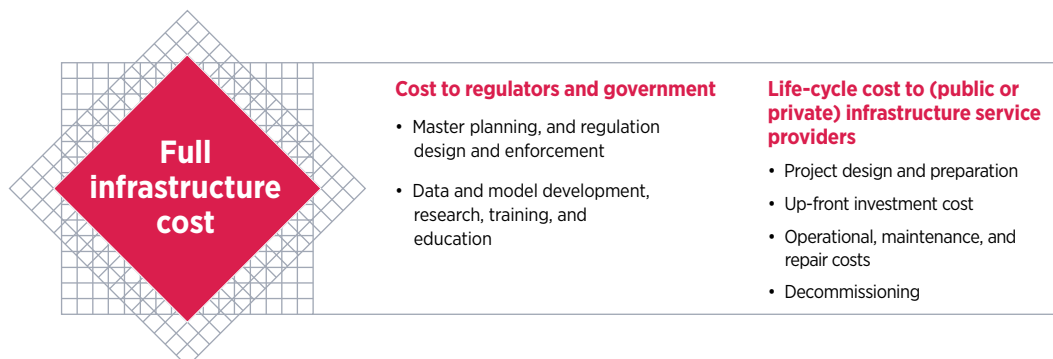 Full
infrastructure
cost
Cost to regulators and government
• Master planning, and regulation
design and enforcement
• Data and model development,
research, training, and
education
Life-cycle cost to (public or
private) infrastructure service
providers
• Project design and preparation
• Up-front investment cost
• Operational, maintenance, and
repair costs
• Decommissioning